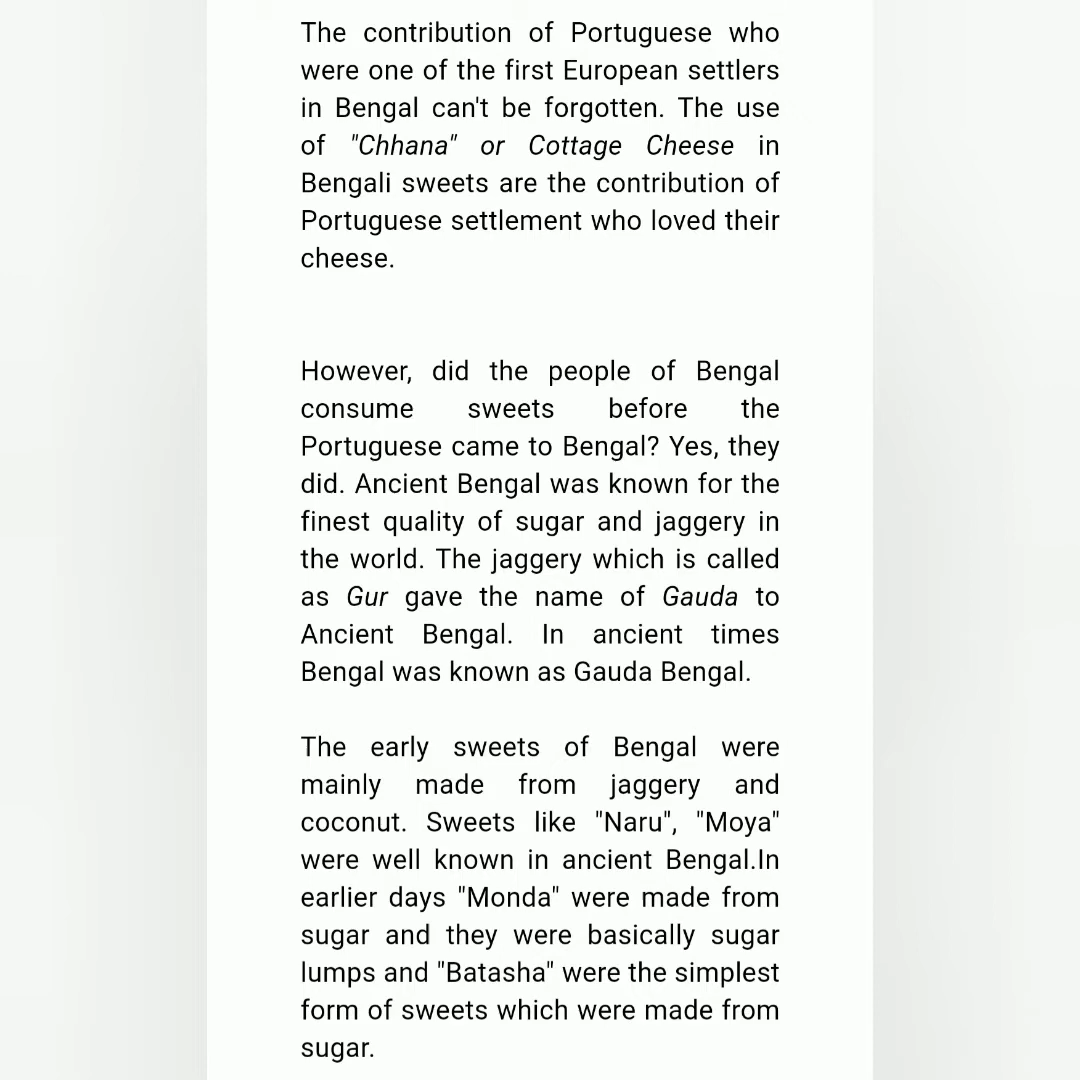 The contribution of Portuguese who
were one of the first European settlers
in Bengal can't be forgotten. The use
of "Chhana" or Cottage Cheese in
Bengali sweets are the contribution of
Portuguese settlement who loved their
cheese.
However, did the people of Bengal
consume sweets before the
Portuguese came to Bengal? Yes, they
did. Ancient Bengal was known for the
finest quality of sugar and jaggery in
the world. The jaggery which is called
as Gur gave the name of Gauda to
Ancient Bengal. In ancient times
Bengal was known as Gauda Bengal.
The early sweets of Bengal were
mainly made from jaggery and
coconut. Sweets like "Naru", "Moya"
were well known in ancient Bengal.In
earlier days "Monda" were made from
sugar and they were basically sugar
lumps and "Batasha" were the simplest
form of sweets which were made from
sugar.